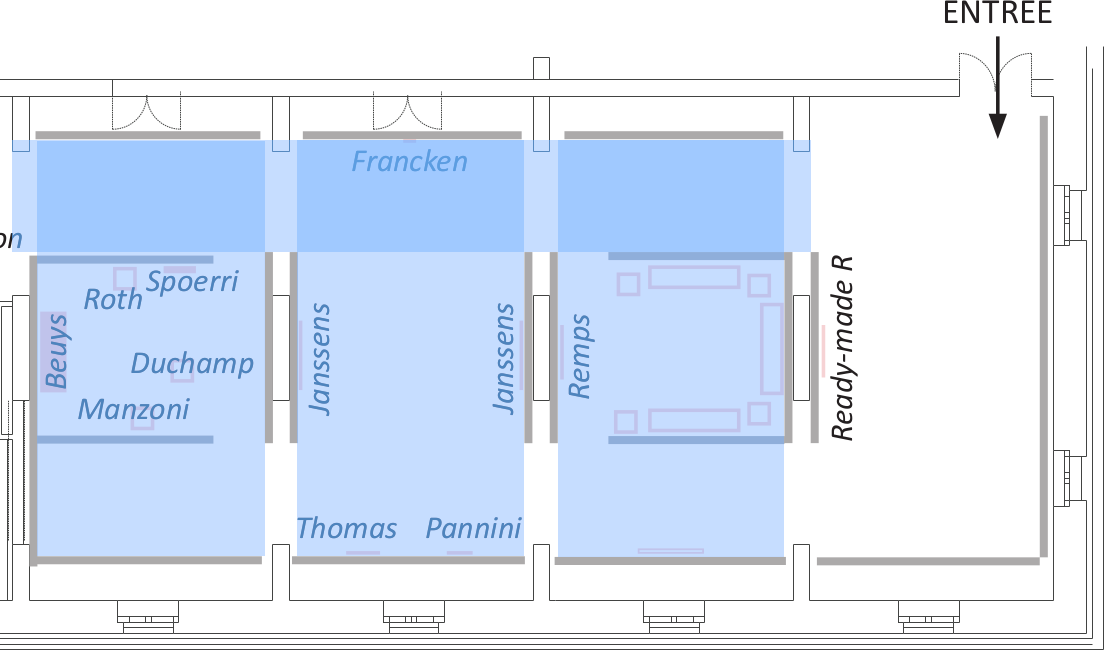 ENTREE
Francken
on
Spoerri
Roth
Beuys
Duchamp
Manzoni
Janssens
Janssens
Remps
Ready-made R
Thomas
Pannini